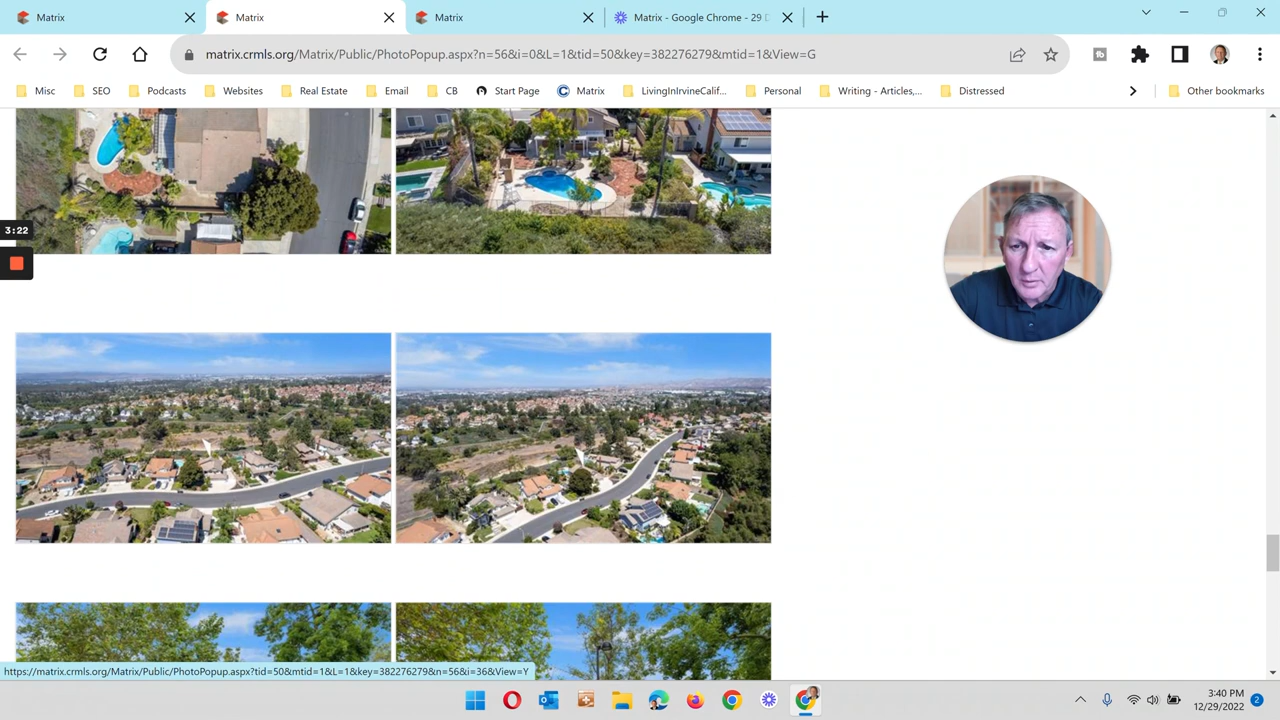 Matrix
Matrix
Matrix
Matrix - Google Chrome - 29 D
matrix.crmls.org/Matrix/Public/PhotoPopup.aspx?n=56&i=0&L=1&tid=50&key=382276279&mtid=1&View=G
Misc
SEO
Podcasts
Websites
Real Estate
Email
CB
Start Page
Matrix
LivingInIrvineCalif...
Personal
Writing - Articles,...
Distressed
Other bookmarks
3:22
https://matrix.crmls.org/Matrix/Public/PhotoPopup.aspx?tid=50&mtid=1&L=1&key=382276279&n=56&i=36&View=Y
3:40 PM
12/29/2022
2